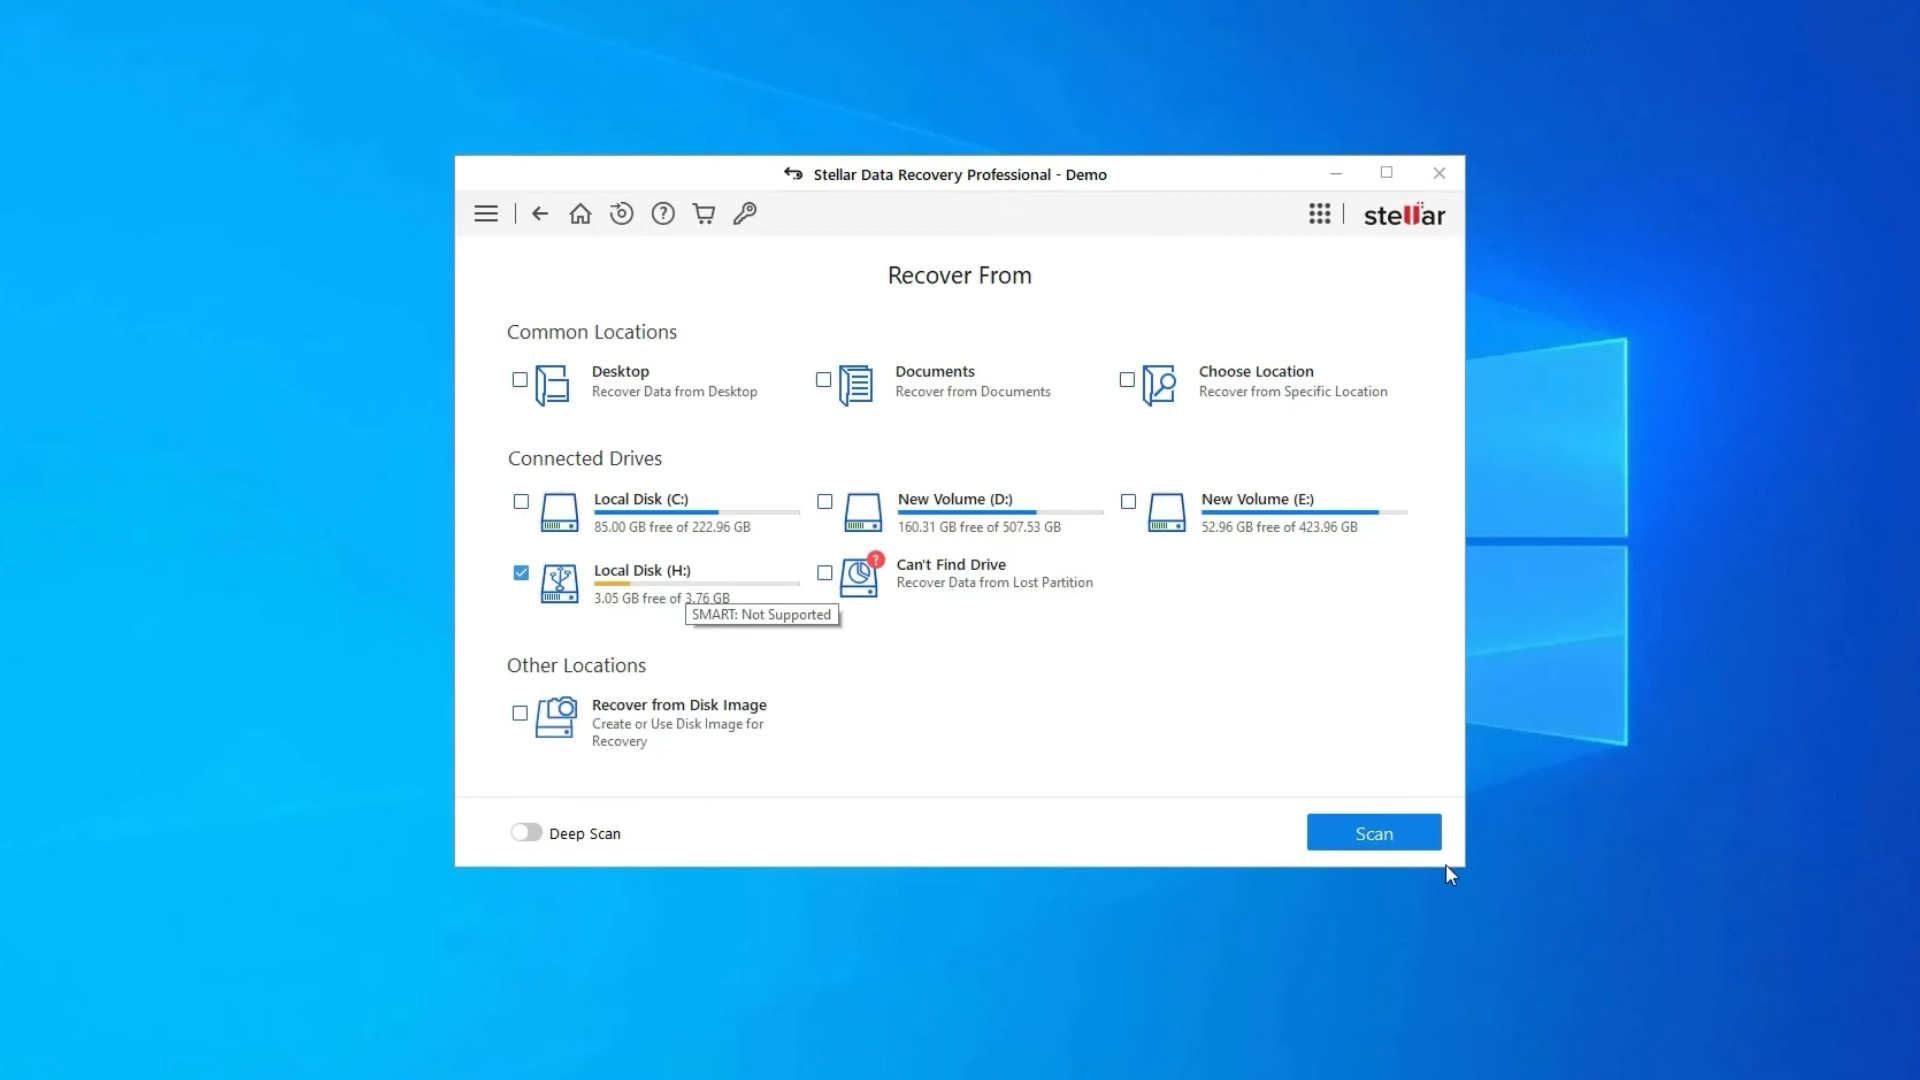 Stellar Data Recovery Professional - Demo
stellar
Recover From
Common Locations
Desktop
Recover Data from Desktop
Documents
Recover from Documents
Choose Location
Recover from Specific Location
Connected Drives
Local Disk (C:)
85.00 GB free of 222.96 GB
New Volume (D:)
160.31 GB free of 507.53 GB
New Volume (E:)
52.96 GB free of 423.96 GB
Local Disk (H:)
3.05 GB free of 3.76 GB
SMART: Not Supported
Can't Find Drive
Recover Data from Lost Partition
Other Locations
Recover from Disk Image
Create or Use Disk Image for
Recovery
Deep Scan
Scan